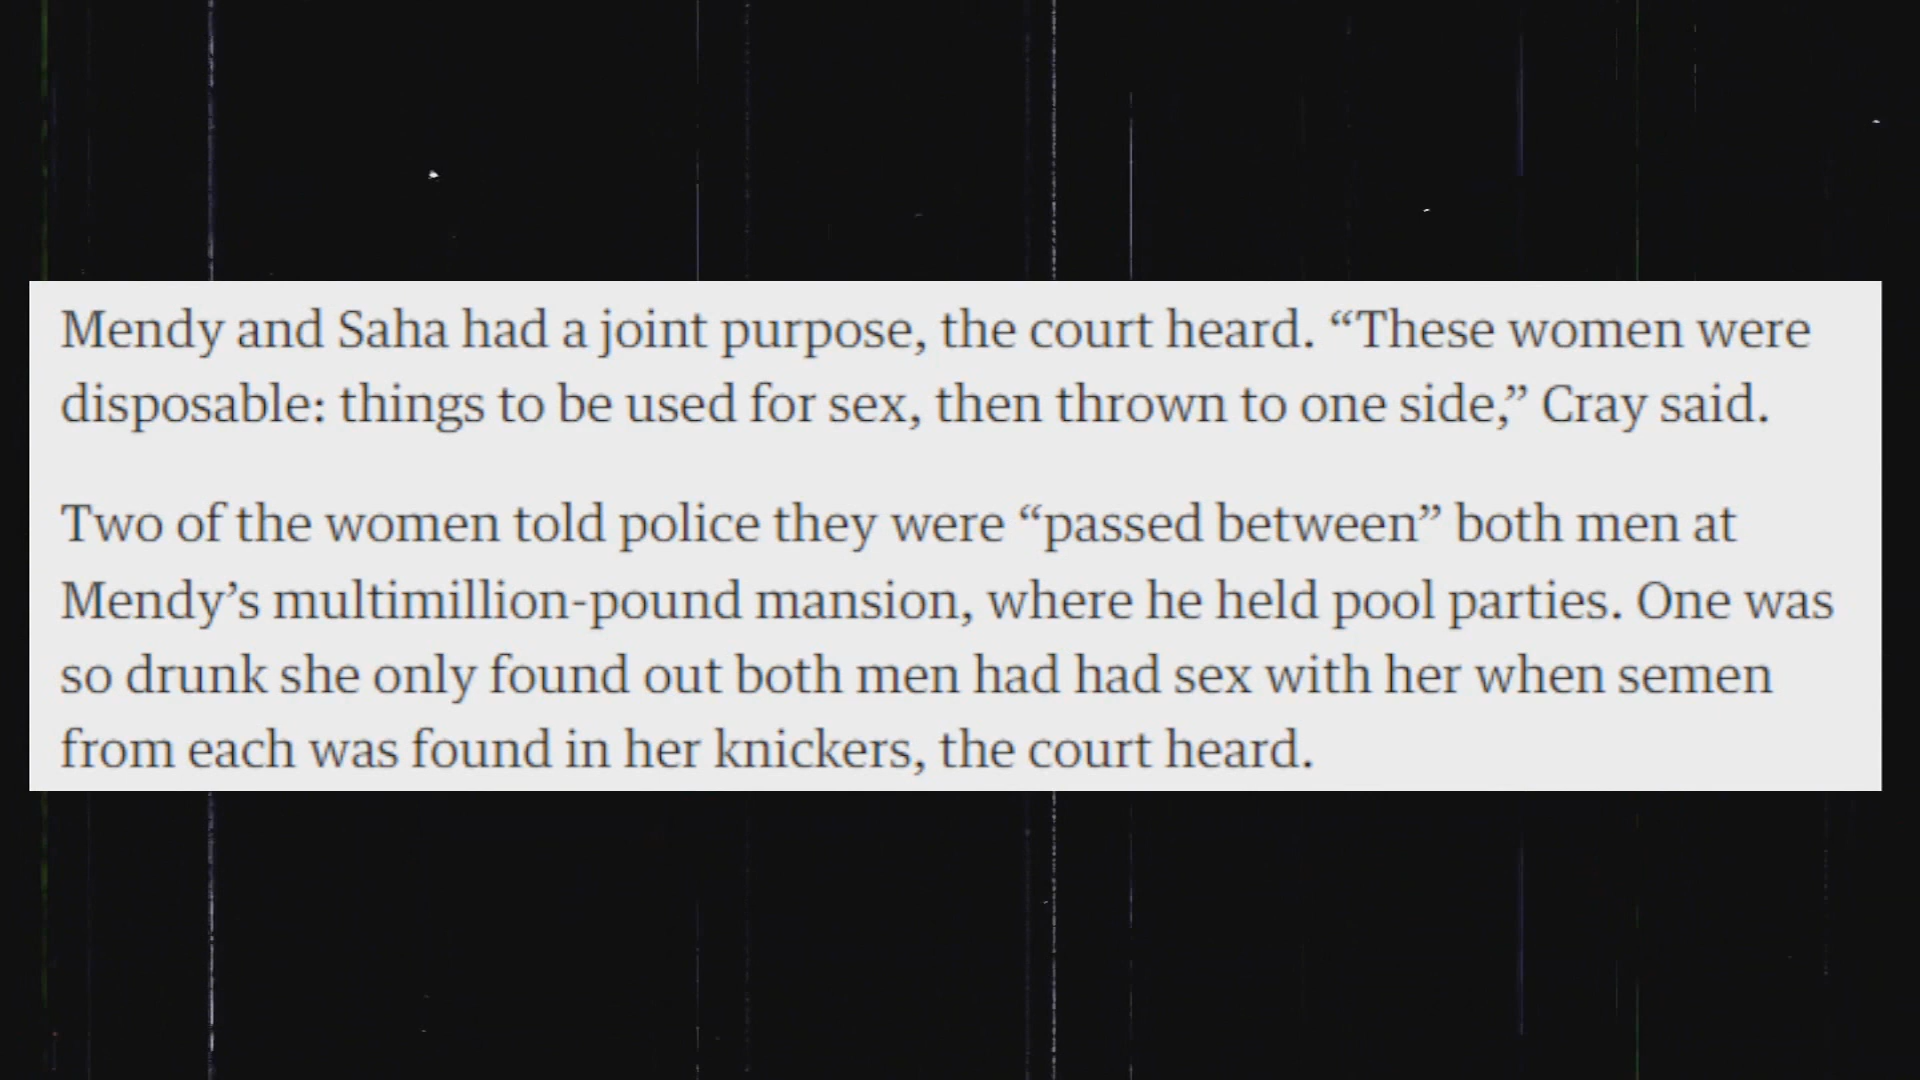 Mendy and Saha had a joint purpose, the court heard. “These women were
disposable: things to be used for sex, then thrown to one side,” Cray said.
Two of the women told police they were “passed between” both men at
Mendy’s multimillion-pound mansion, where he held pool parties. One was
so drunk she only found out both men had had sex with her when semen
from each was found in her knickers, the court heard.